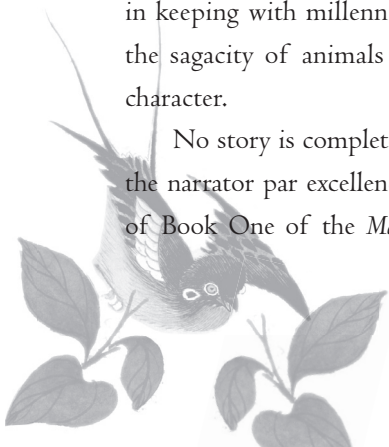 in keeping with millenn
the sagacity of animals
character.
No story is complet
the narrator par excellen
of Book One of the